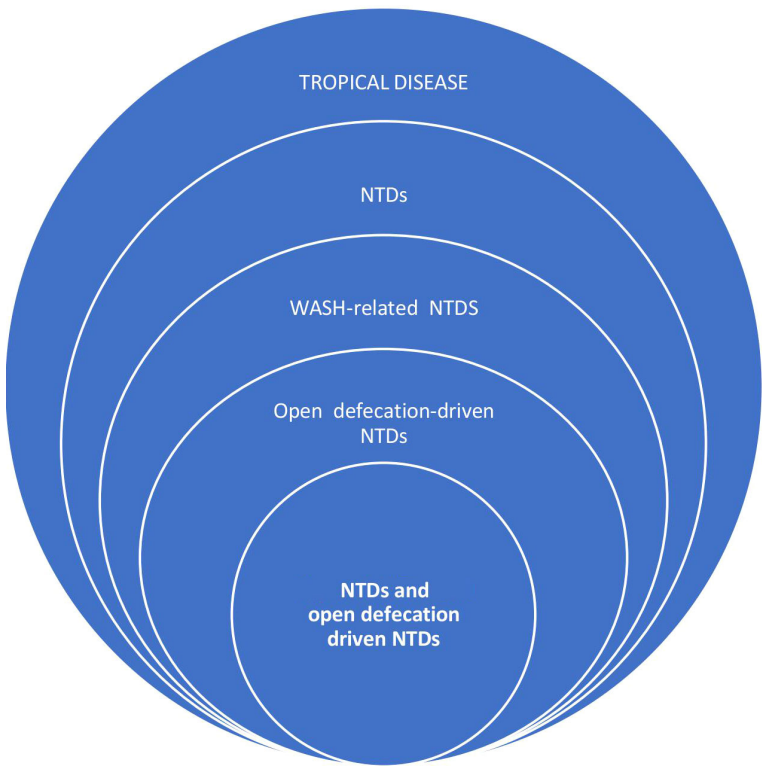 TROPICAL DISEASE
NTDs
WASH-related NTDS
Open defecation-driven
NTDs
NTDs and
open defecation
driven NTDs